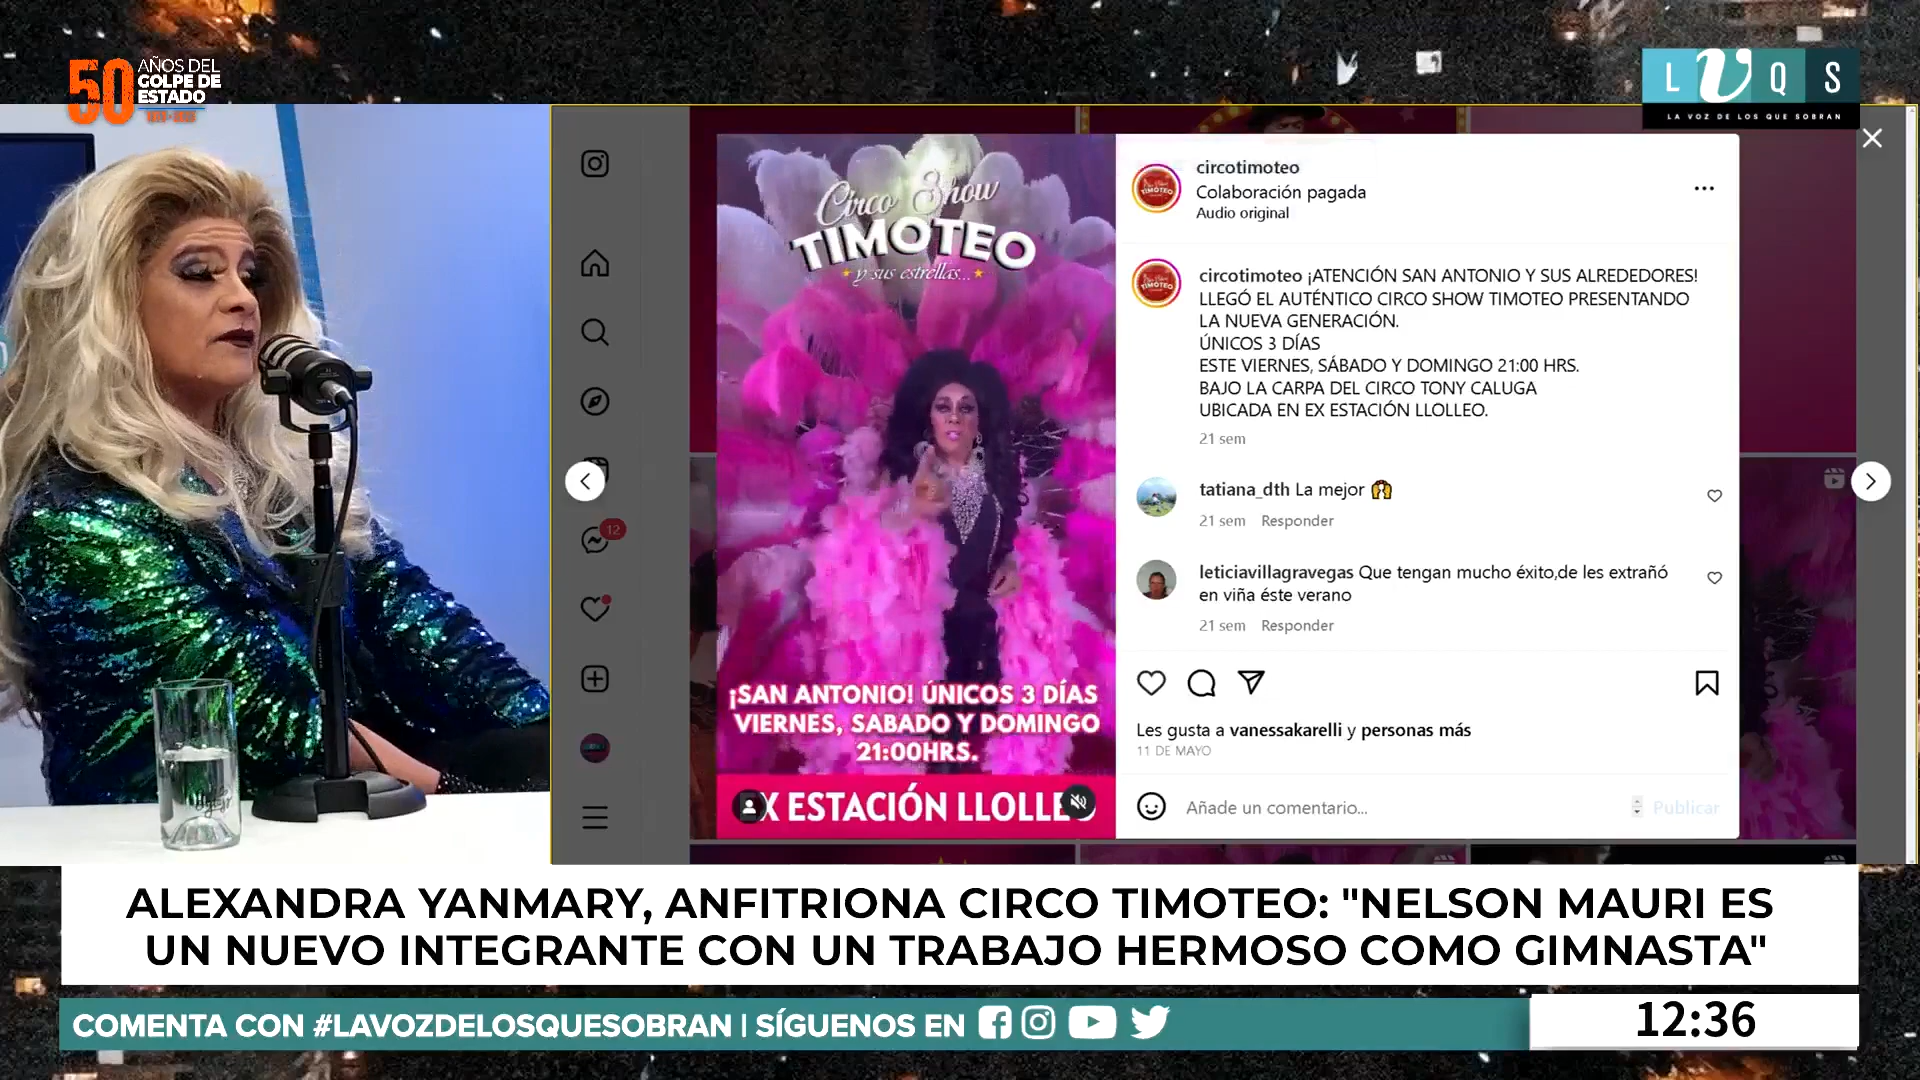 50 AÑOS DEL
GOLPE DE
ESTADO
L V Q S
LA VOZ DE LOS QUE SOBRAN
Circo Show
TIMOTEO
y sus estrellas...
¡SAN ANTONIO! ÚNICOS 3 DÍAS
VIERNES, SABADO Y DOMINGO
21:00HRS.
X ESTACIÓN LLOLLE
12
circotimoteo
Colaboración pagada
Audio original
circotimoteo ¡ATENCIÓN SAN ANTONIO Y SUS ALREDEDORES!
LLEGÓ EL AUTÉNTICO CIRCO SHOW TIMOTEO PRESENTANDO
LA NUEVA GENERACIÓN.
ÚNICOS 3 DÍAS
ESTE VIERNES, SÁBADO Y DOMINGO 21:00 HRS.
BAJO LA CARPA DEL CIRCO TONY CALUGA
UBICADA EN EX ESTACIÓN LLOLLEO.
21 sem
tatiana_dth La mejor
21 sem Responder
leticiavillagravegas Que tengan mucho éxito,de les extrañó
en viña éste verano
21 sem Responder
Les gusta a vanessakarelli y personas más
11 DE MAYO
Añade un comentario...
Publicar
ALEXANDRA YANMARY, ANFITRIONA CIRCO TIMOTEO: "NELSON MAURI ES
UN NUEVO INTEGRANTE CON UN TRABAJO HERMOSO COMO GIMNASTA"
COMENTA CON #LAVOZDELOSQUESOBRAN | SÍGUENOS EN
12:36